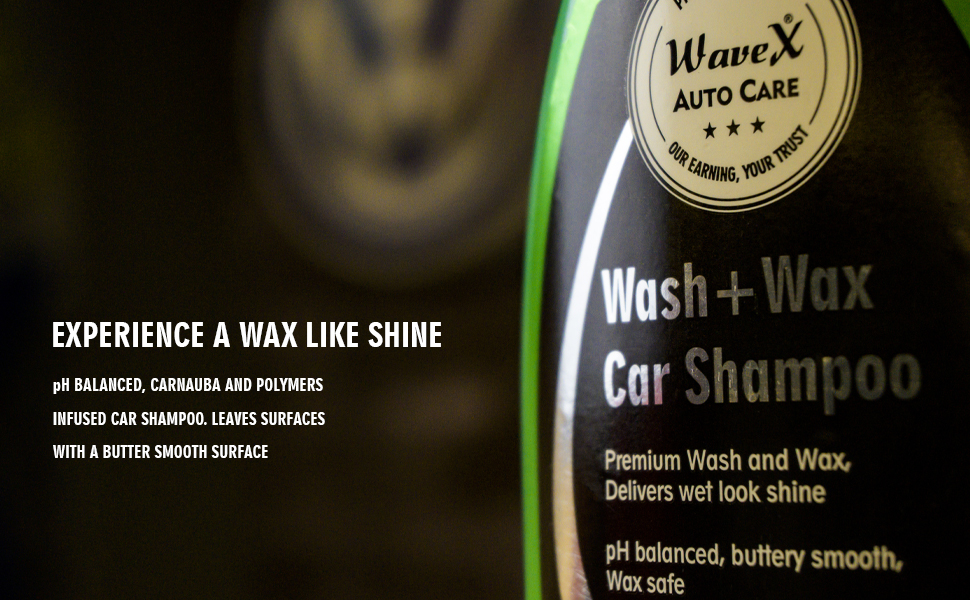 WaveX®
AUTO CARE
OUR EARNING, YOUR TRUST
Wash+Wax
Car Shampoo
Premium Wash and Wax,
Delivers wet look shine
pH balanced, buttery smooth,
Wax safe
EXPERIENCE A WAX LIKE SHINE
pH BALANCED, CARNAUBA AND POLYMERS
INFUSED CAR SHAMPOO. LEAVES SURFACES
WITH A BUTTER SMOOTH SURFACE